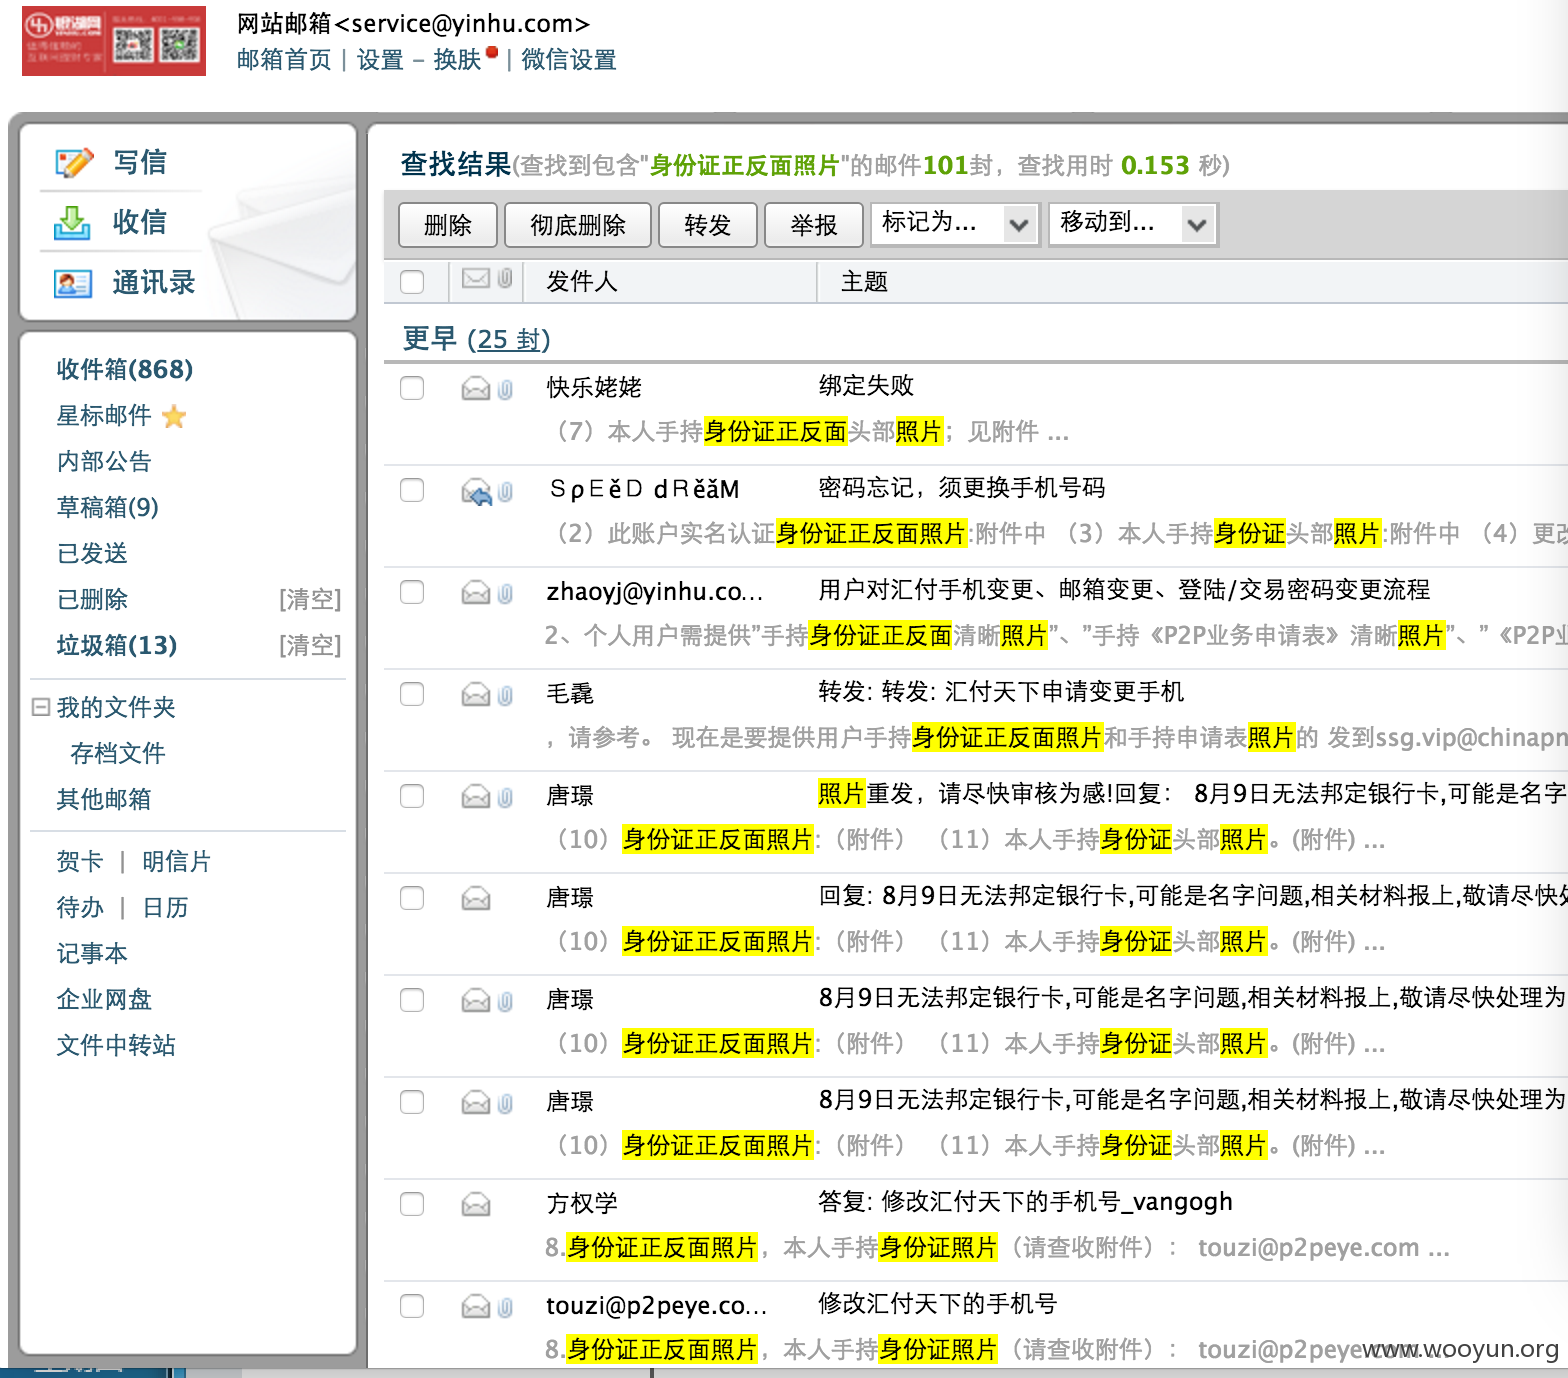 银湖网
网站邮箱<service@yinhu.com>
邮箱首页 | 设置 – 换肤 | 微信设置
写信
收信
通讯录
收件箱(868)
星标邮件
内部公告
草稿箱(9)
已发送
已删除 [清空]
垃圾箱(13) [清空]
我的文件夹
存档文件
其他邮箱
贺卡 | 明信片
待办 | 日历
记事本
企业网盘
文件中转站
查找结果(查找到包含"身份证正反面照片"的邮件101封，查找用时 0.153 秒)
删除 彻底删除 转发 举报 标记为... 移动到...
发件人 主题
更早 (25 封)
快乐姥姥 绑定失败
（7）本人手持身份证正反面头部照片；见附件 ...
ＳρＥěＤ ｄＲěǎM 密码忘记，须更换手机号码
（2）此账户实名认证身份证正反面照片:附件中 （3）本人手持身份证头部照片:附件中 （4）更改
zhaoyj@yinhu.co... 用户对汇付手机变更、邮箱变更、登陆/交易密码变更流程
2、个人用户需提供”手持身份证正反面清晰照片”、”手持《P2P业务申请表》清晰照片”、”《P2P业
毛毳 转发: 转发: 汇付天下申请变更手机
，请参考。 现在是要提供用户手持身份证正反面照片和手持申请表照片的 发到ssg.vip@chinapn
唐璟 照片重发，请尽快审核为感!回复： 8月9日无法邦定银行卡,可能是名字
（10）身份证正反面照片:（附件） （11）本人手持身份证头部照片。(附件) ...
唐璟 回复: 8月9日无法邦定银行卡,可能是名字问题,相关材料报上,敬请尽快处
（10）身份证正反面照片:（附件） （11）本人手持身份证头部照片。(附件) ...
唐璟 8月9日无法邦定银行卡,可能是名字问题,相关材料报上,敬请尽快处理为
（10）身份证正反面照片:（附件） （11）本人手持身份证头部照片。(附件) ...
唐璟 8月9日无法邦定银行卡,可能是名字问题,相关材料报上,敬请尽快处理为
（10）身份证正反面照片:（附件） （11）本人手持身份证头部照片。(附件) ...
方权学 答复: 修改汇付天下的手机号_vangogh
8.身份证正反面照片，本人手持身份证照片（请查收附件）： touzi@p2peye.com ...
touzi@p2peye.co... 修改汇付天下的手机号
8.身份证正反面照片，本人手持身份证照片（请查收附件）： touzi@p2peye.com ...
www.wooyun.org